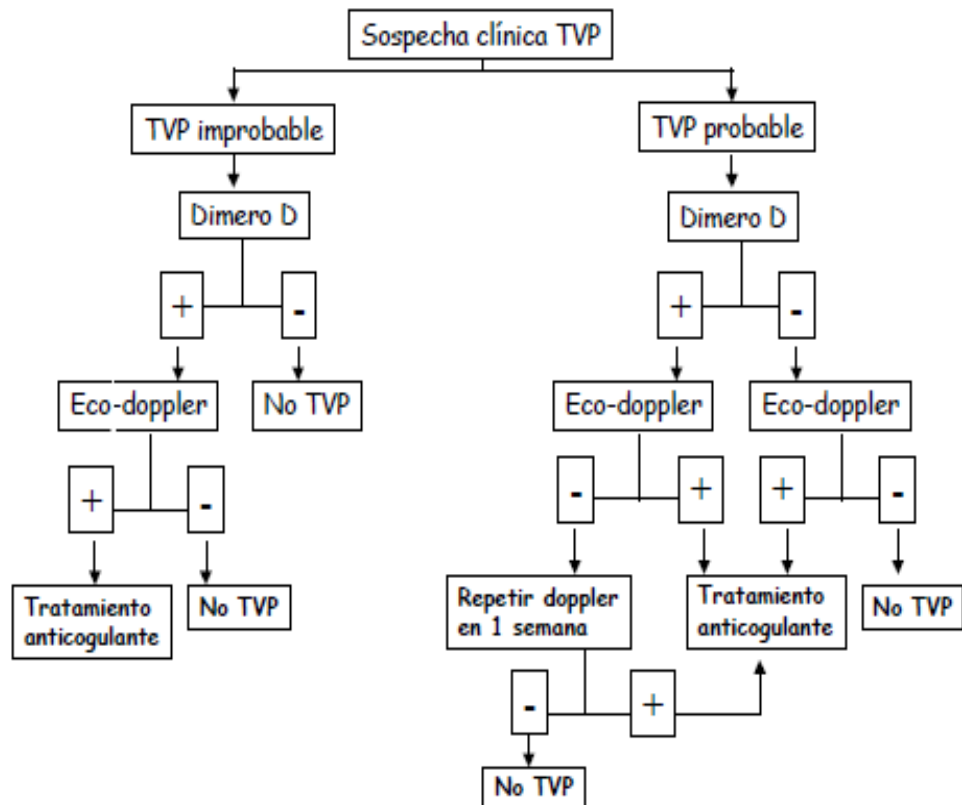 Sospecha clínica TVP
TVP improbable
TVP probable
Dimero D
Dimero D
+
-
+
-
Eco-doppler
No TVP
Eco-doppler
Eco-doppler
+
-
-
+
+
-
Tratamiento
anticogulante
No TVP
Repetir doppler
en 1 semana
Tratamiento
anticogulante
No TVP
-
+
No TVP